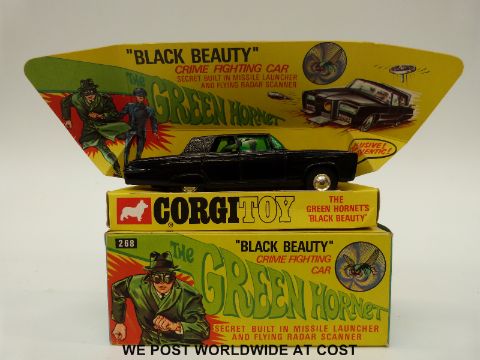 "BLACK BEAUTY"
CRIME FIGHTING CAR
SECRET BUILT IN MISSILE LAUNCHER
AND FLYING RADAR SCANNER
THE
GREEN HORNET
CORGI TOY
THE
GREEN HORNET'S
'BLACK BEAUTY'
268
THE
"BLACK BEAUTY"
CRIME FIGHTING
CAR
GREEN HORNET
SECRET BUILT IN MISSILE LAUNCHER
AND FLYING RADAR SCANNER
WE POST WORLDWIDE AT COST